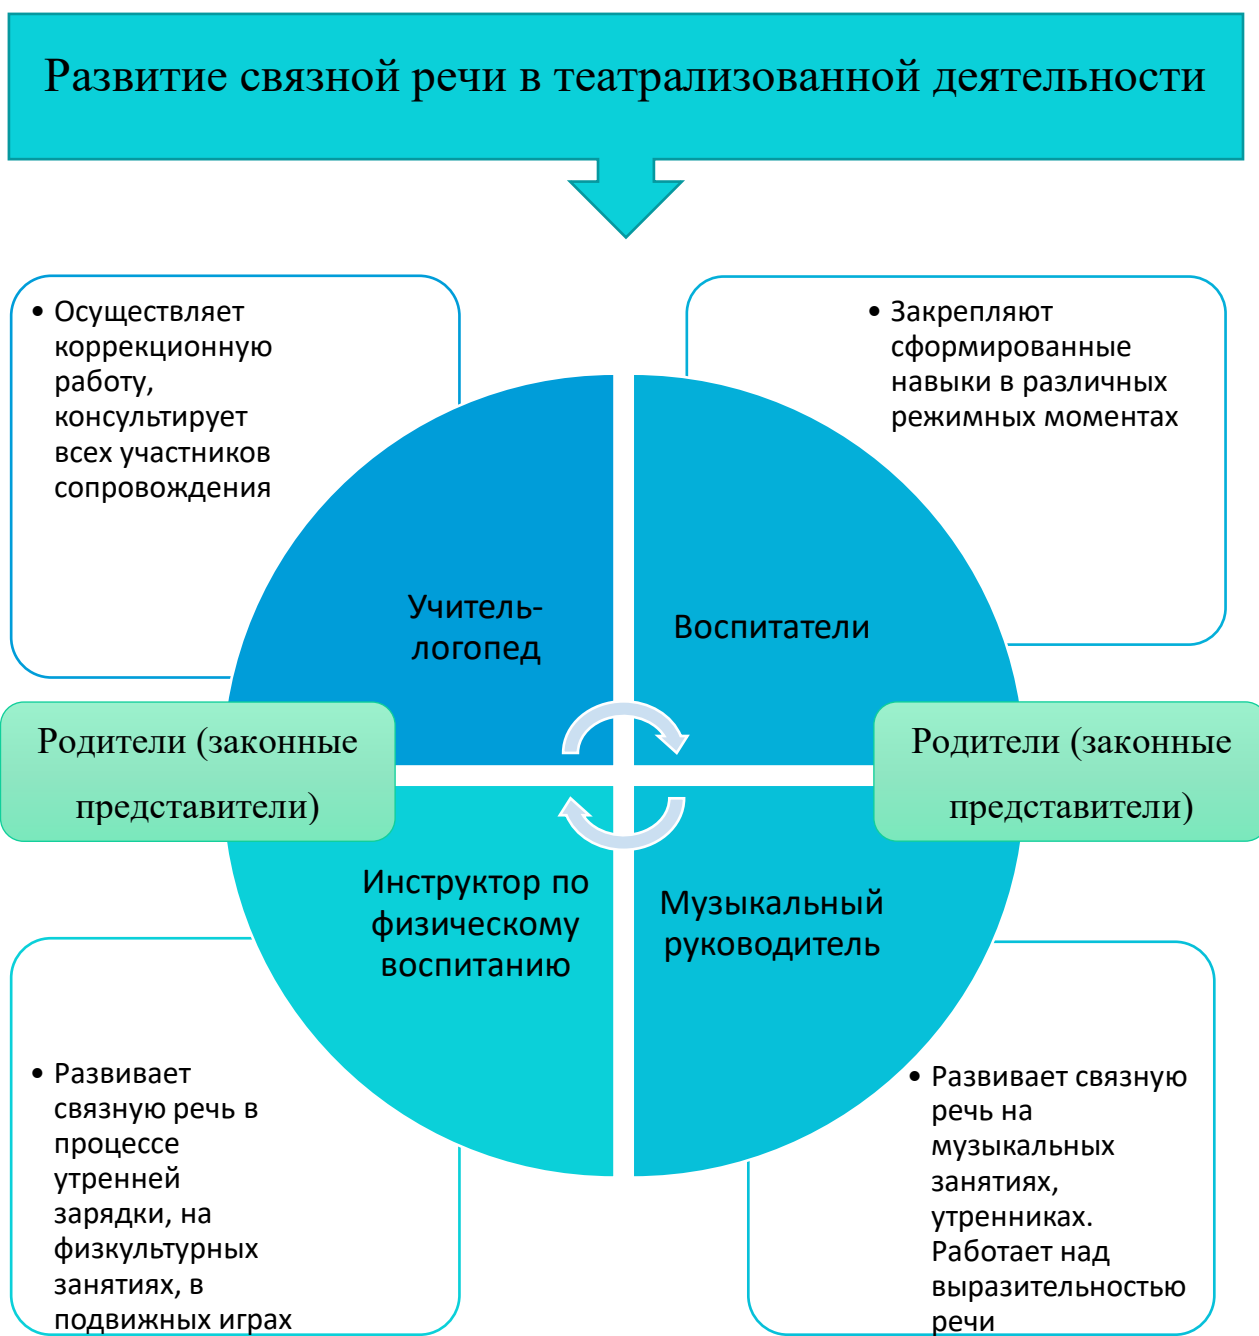 Развитие связной речи в театрализованной деятельности
• Осуществляет
коррекционную
работу,
консультирует
всех участников
сопровождения
• Закрепляют
сформированные
навыки в различных
режимных моментах
Учитель-
логопед
Воспитатели
Родители (законные
представители)
Родители (законные
представители)
Инструктор по
физическому
воспитанию
Музыкальный
руководитель
• Развивает
связную речь в
процессе
утренней
зарядки, на
физкультурных
занятиях, в
подвижных играх
• Развивает связную
речь на
музыкальных
занятиях,
утренниках.
Работает над
выразительностью
речи